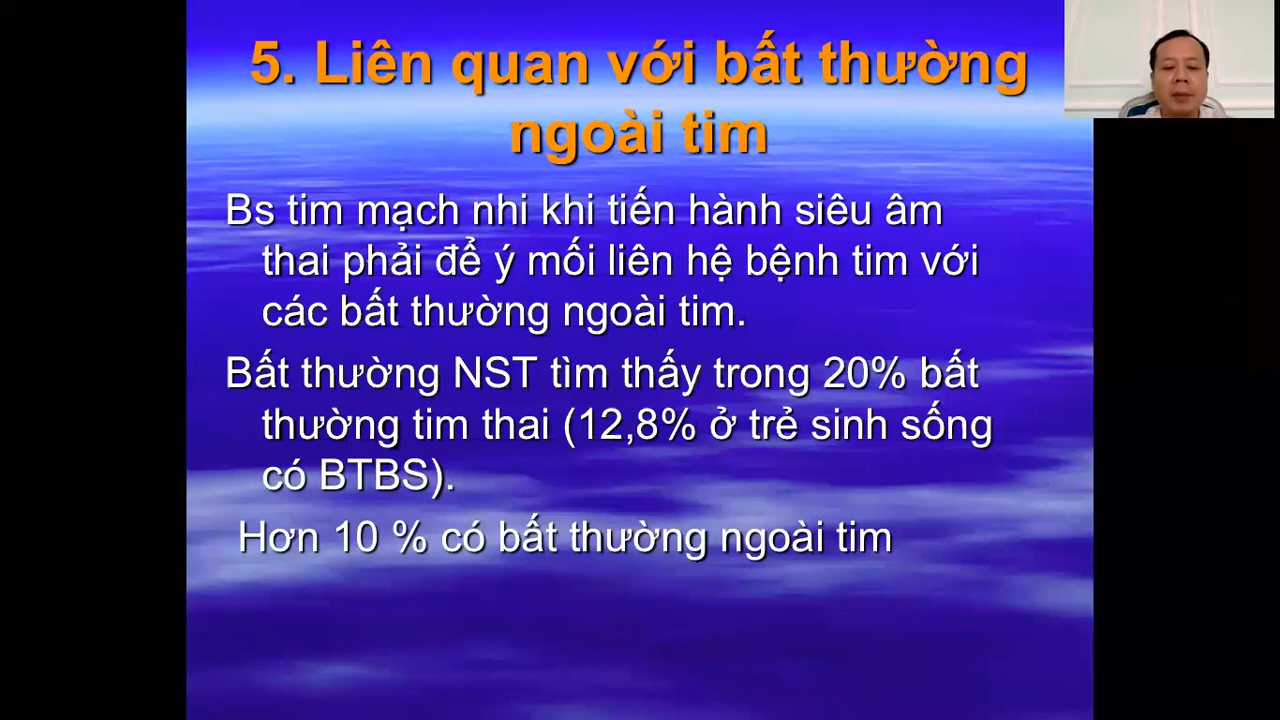 5. Liên quan với bất thường
ngoài tim
Bs tim mạch nhi khi tiến hành siêu âm
thai phải để ý mối liên hệ bệnh tim với
các bất thường ngoài tim.
Bất thường NST tìm thấy trong 20% bất
thường tim thai (12,8% ở trẻ sinh sống
có BTBS).
Hơn 10 % có bất thường ngoài tim